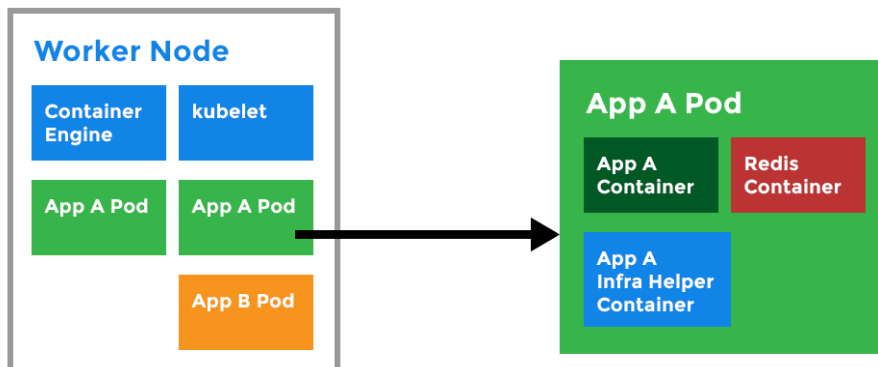 Worker Node
Container
Engine
kubelet
App A Pod
App A Pod
App B Pod
App A Pod
App A
Container
Redis
Container
App A
Infra Helper
Container